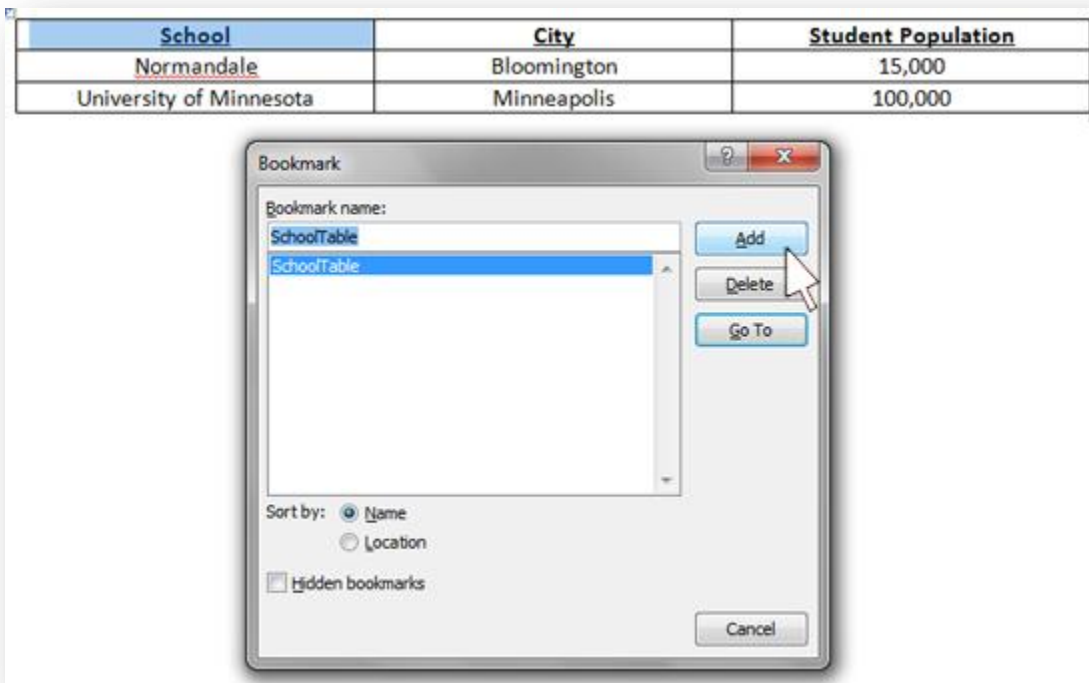 School City Student Population
Normandale Bloomington 15,000
University of Minnesota Minneapolis 100,000
Bookmark ?
Bookmark name:
SchoolTable Add
SchoolTable
Delete
Go To
Sort by: Name
Location
Hidden bookmarks
Cancel